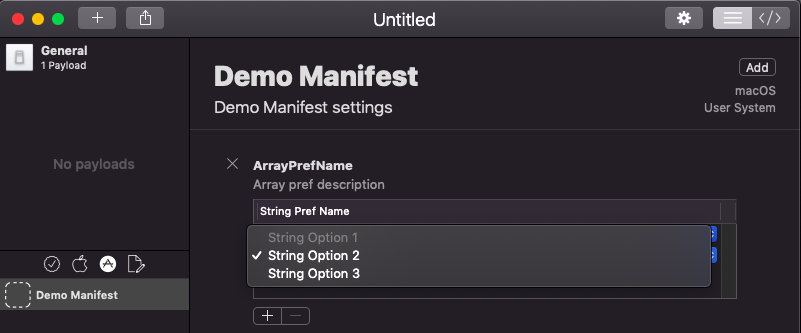 Untitled
General
1 Payload
No payloads
Demo Manifest
Demo Manifest
Add
Demo Manifest settings
macOS
User System
ArrayPrefName
Array pref description
String Pref Name
String Option 1
✓ String Option 2
String Option 3